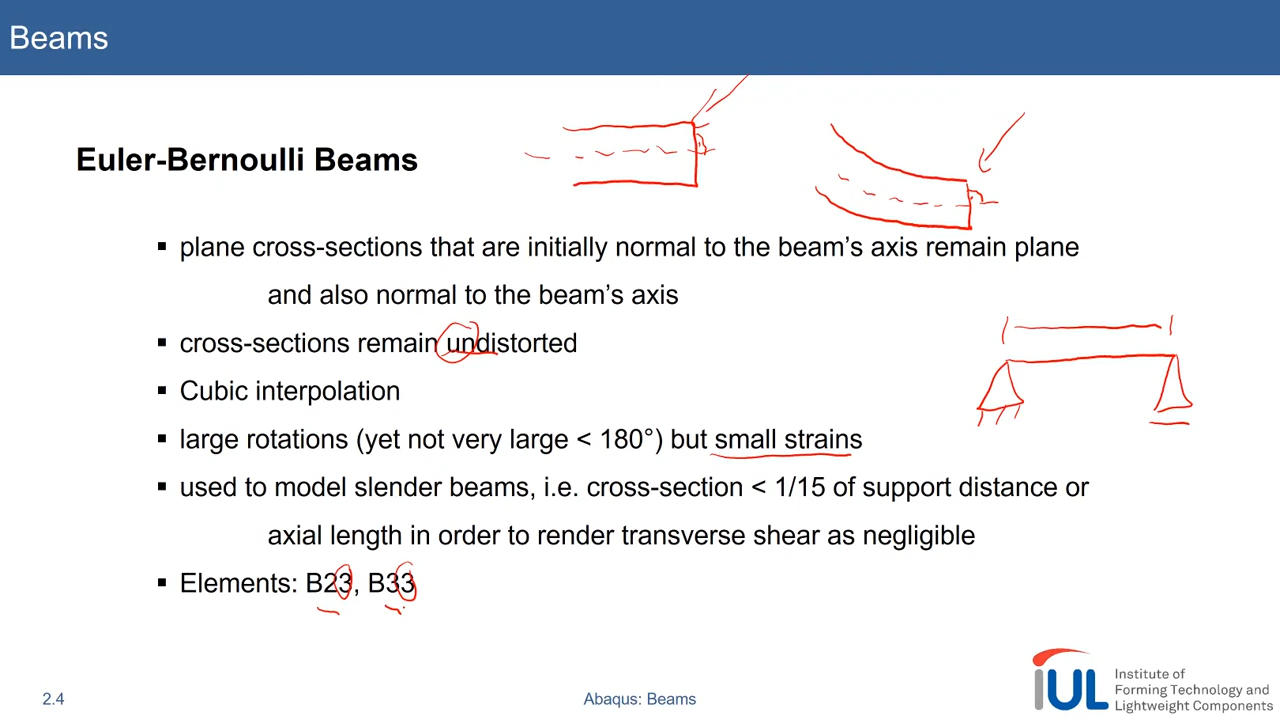 Beams
Euler-Bernoulli Beams
▪ plane cross-sections that are initially normal to the beam’s axis remain plane
and also normal to the beam’s axis
▪ cross-sections remain undistorted
▪ Cubic interpolation
▪ large rotations (yet not very large < 180°) but small strains
▪ used to model slender beams, i.e. cross-section < 1/15 of support distance or
axial length in order to render transverse shear as negligible
▪ Elements: B23, B33
2.4
Abaqus: Beams
IUL
Institute of
Forming Technology and
Lightweight Components